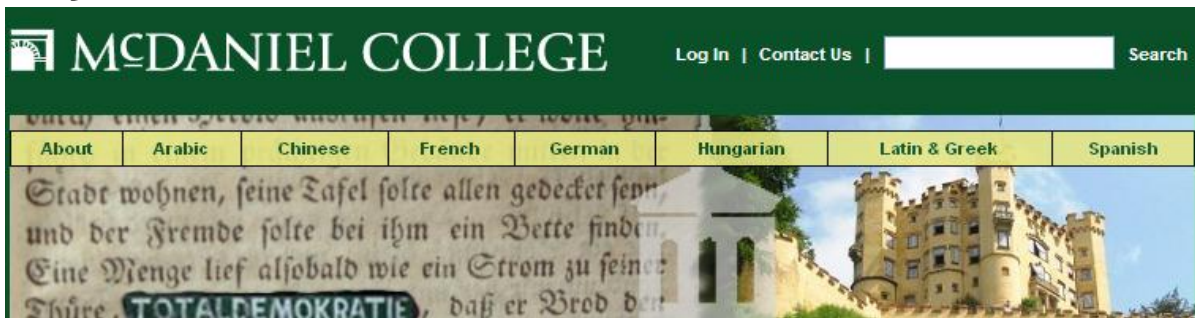 McDANIEL COLLEGE
Log In | Contact Us | Search
About Arabic Chinese French German Hungarian Latin & Greek Spanish
Stadt wohnen, ſeine Tafel ſolte allen gedecket ſeyn,
und der Fremde ſolte bei ihm ein Bette finden.
Eine Menge lief alſobald wie ein Strom zu ſeiner
Thüre, TOTALDEMOKRATIE, daß er Brod den